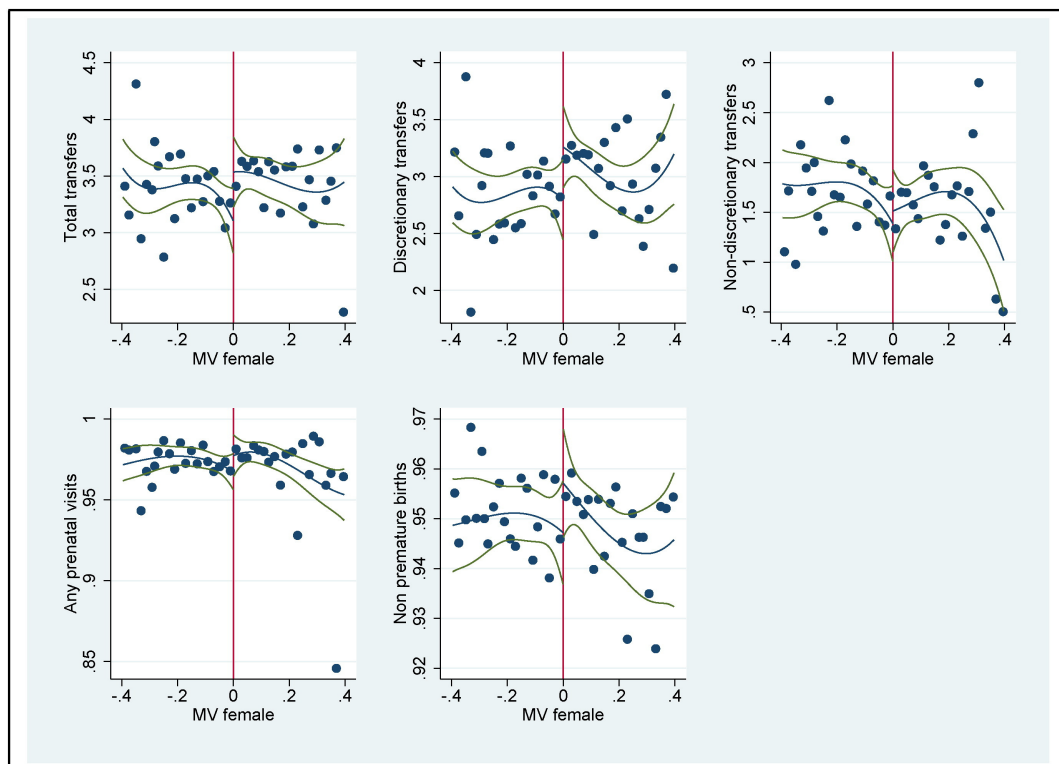 Total transfers
4.5
4
3.5
3
2.5
-.4 -.2 0 .2 .4
MV female
Discretionary transfers
4
3.5
3
2.5
2
-.4 -.2 0 .2 .4
MV female
Non-discretionary transfers
3
2.5
2
1.5
1
.5
-.4 -.2 0 .2 .4
MV female
Any prenatal visits
1
.95
.9
.85
-.4 -.2 0 .2 .4
MV female
Non premature births
.97
.96
.95
.94
.93
.92
-.4 -.2 0 .2 .4
MV female